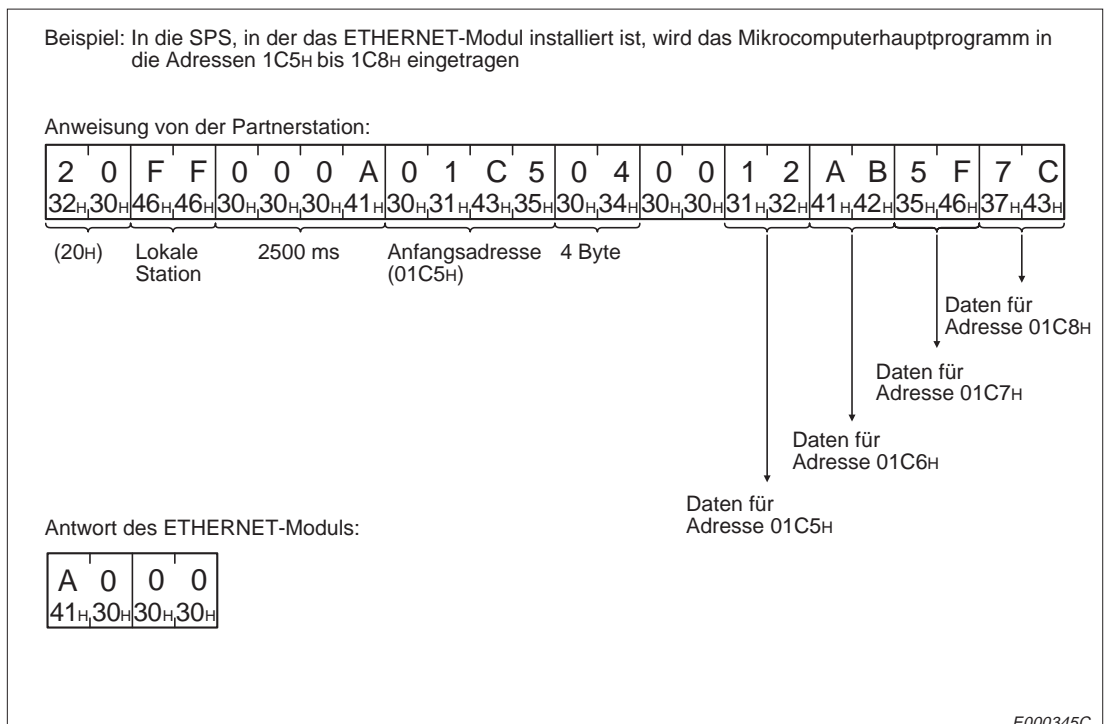 Beispiel: In die SPS, in der das ETHERNET-Modul installiert ist, wird das Mikrocomputerhauptprogramm in
die Adressen 1C5H bis 1C8H eingetragen
Anweisung von der Partnerstation:
2 0 F F 0 0 0 A 0 1 C 5 0 4 0 0 1 2 A B 5 F 7 C
32H 30H 46H 46H 30H 30H 30H 41H 30H 31H 43H 35H 30H 34H 30H 30H 31H 32H 41H 42H 35H 46H 37H 43H
(20H) Lokale 2500 ms Anfangsadresse 4 Byte
Station (01C5H)
Daten für
Adresse 01C8H
Daten für
Adresse 01C7H
Daten für
Adresse 01C6H
Daten für
Adresse 01C5H
Antwort des ETHERNET-Moduls:
A 0 0 0
41H 30H 30H 30H
E000345C